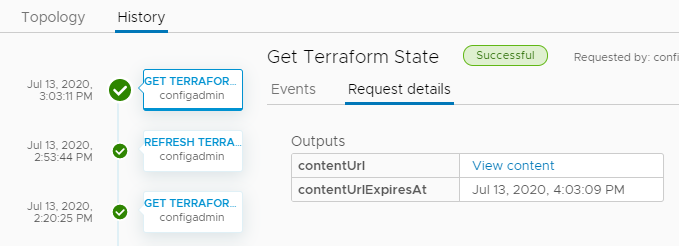 Topology History
Get Terraform State Successful Requested by: confi
Jul 13, 2020,
3:03:11 PM
GET TERRAFOR...
configadmin
Events Request details
Jul 13, 2020,
2:53:44 PM
REFRESH TERRA...
configadmin
Outputs
contentUrl View content
contentUrlExpiresAt Jul 13, 2020, 4:03:09 PM
Jul 13, 2020,
2:20:25 PM
GET TERRAFOR...
configadmin